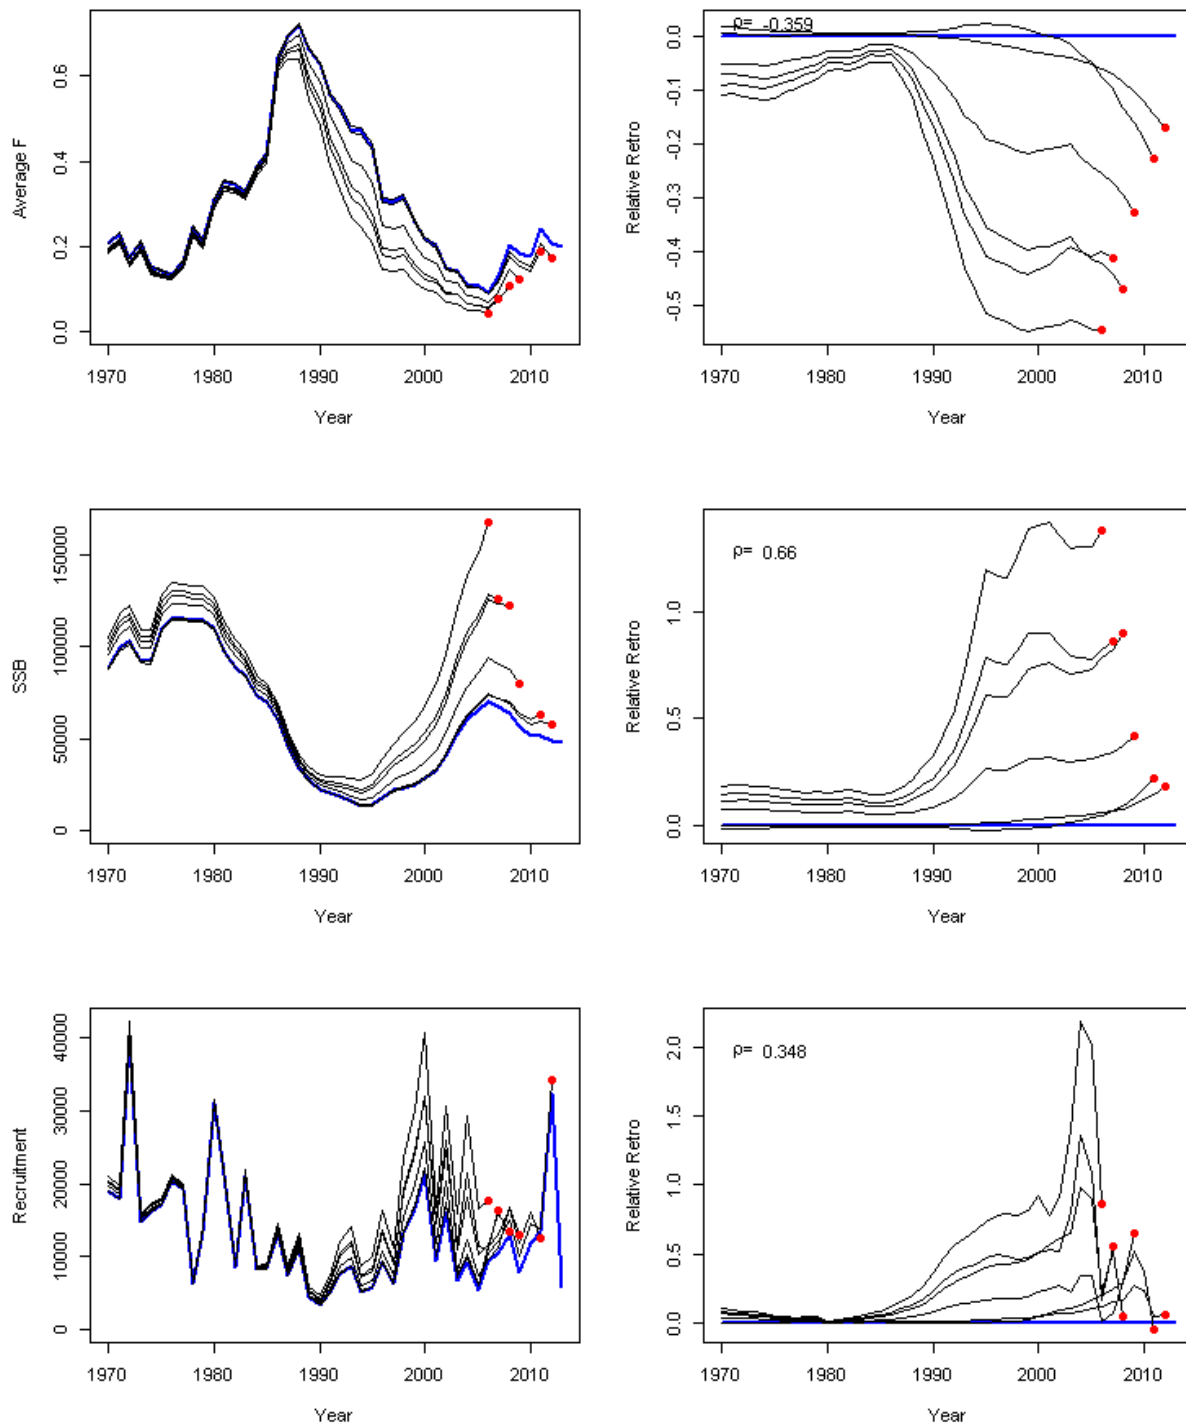 0.0 0.2 0.4 0.6
Average F
1970 1980 1990 2000 2010
Year
ρ= -0.359
0.0
-0.1
-0.2
-0.3
-0.4
-0.5
Relative Retro
1970 1980 1990 2000 2010
Year
0 50000 100000 150000
SSB
1970 1980 1990 2000 2010
Year
ρ= 0.66
0.0 0.5 1.0
Relative Retro
1970 1980 1990 2000 2010
Year
0 10000 20000 30000 40000
Recruitment
1970 1980 1990 2000 2010
Year
ρ= 0.348
0.0 0.5 1.0 1.5 2.0
Relative Retro
1970 1980 1990 2000 2010
Year